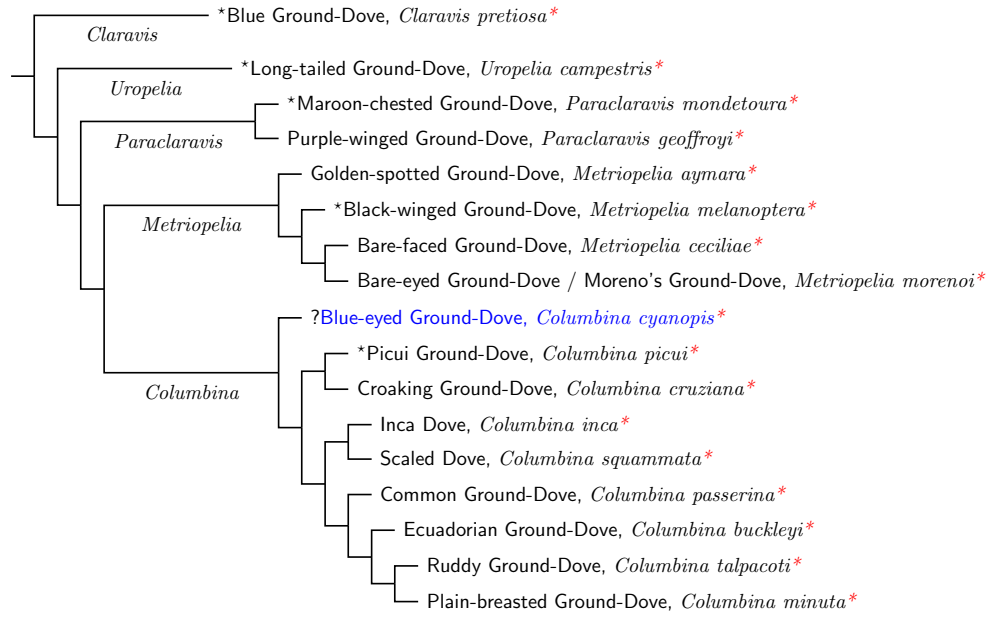 ⋆Blue Ground-Dove, Claravis pretiosa*
Claravis
⋆Long-tailed Ground-Dove, Uropelia campestris*
Uropelia
⋆Maroon-chested Ground-Dove, Paraclaravis mondetoura*
Paraclaravis
Purple-winged Ground-Dove, Paraclaravis geoffroyi*
Golden-spotted Ground-Dove, Metriopelia aymara*
⋆Black-winged Ground-Dove, Metriopelia melanoptera*
Metriopelia
Bare-faced Ground-Dove, Metriopelia ceciliae*
Bare-eyed Ground-Dove / Moreno's Ground-Dove, Metriopelia morenoi*
?Blue-eyed Ground-Dove, Columbina cyanopis*
⋆Picui Ground-Dove, Columbina picui*
Croaking Ground-Dove, Columbina cruziana*
Columbina
Inca Dove, Columbina inca*
Scaled Dove, Columbina squammata*
Common Ground-Dove, Columbina passerina*
Ecuadorian Ground-Dove, Columbina buckleyi*
Ruddy Ground-Dove, Columbina talpacoti*
Plain-breasted Ground-Dove, Columbina minuta*